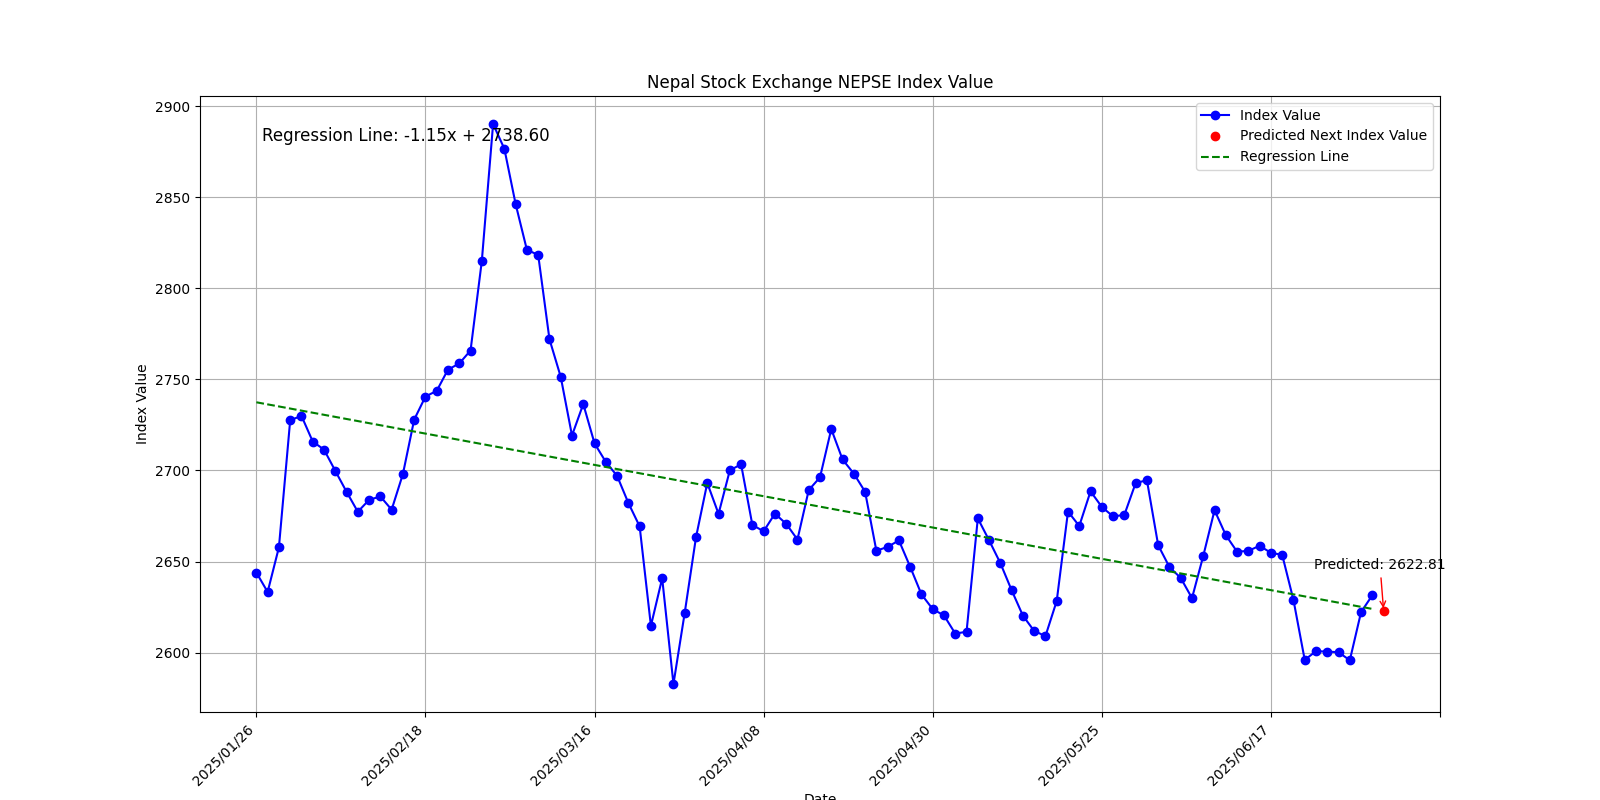 Nepal Stock Exchange NEPSE Index Value
2900
2850
2800
2750
2700
2650
2600
Index Value
Regression Line: -1.15x + 2738.60
Index Value
Predicted Next Index Value
Regression Line
Predicted: 2622.81
2025/01/26
2025/02/18
2025/03/16
2025/04/08
2025/04/30
2025/05/25
2025/06/17
Date